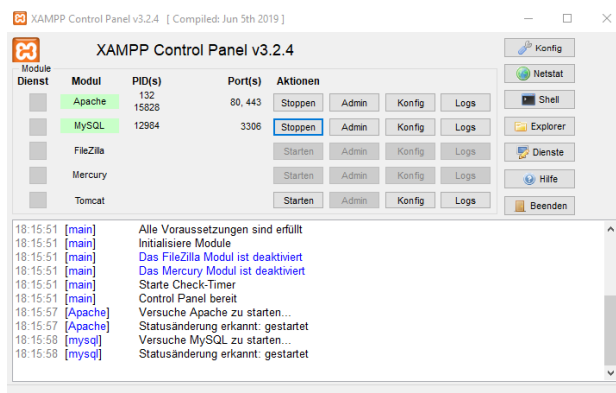 XAMPP Control Panel v3.2.4 [ Compiled: Jun 5th 2019 ]
XAMPP Control Panel v3.2.4
Konfig
Module
Dienst Modul PID(s) Port(s) Aktionen
Netstat
Apache 132 15828 80, 443 Stoppen Admin Konfig Logs
Shell
MySQL 12984 3306 Stoppen Admin Konfig Logs
Explorer
FileZilla Starten Admin Konfig Logs
Dienste
Mercury Starten Admin Konfig Logs
Hilfe
Tomcat Starten Admin Konfig Logs
Beenden
18:15:51 [main] Alle Voraussetzungen sind erfüllt
18:15:51 [main] Initialisiere Module
18:15:51 [main] Das FileZilla Modul ist deaktiviert
18:15:51 [main] Das Mercury Modul ist deaktiviert
18:15:51 [main] Starte Check-Timer
18:15:51 [main] Control Panel bereit
18:15:57 [Apache] Versuche Apache zu starten...
18:15:57 [Apache] Statusänderung erkannt: gestartet
18:15:58 [mysql] Versuche MySQL zu starten...
18:15:58 [mysql] Statusänderung erkannt: gestartet